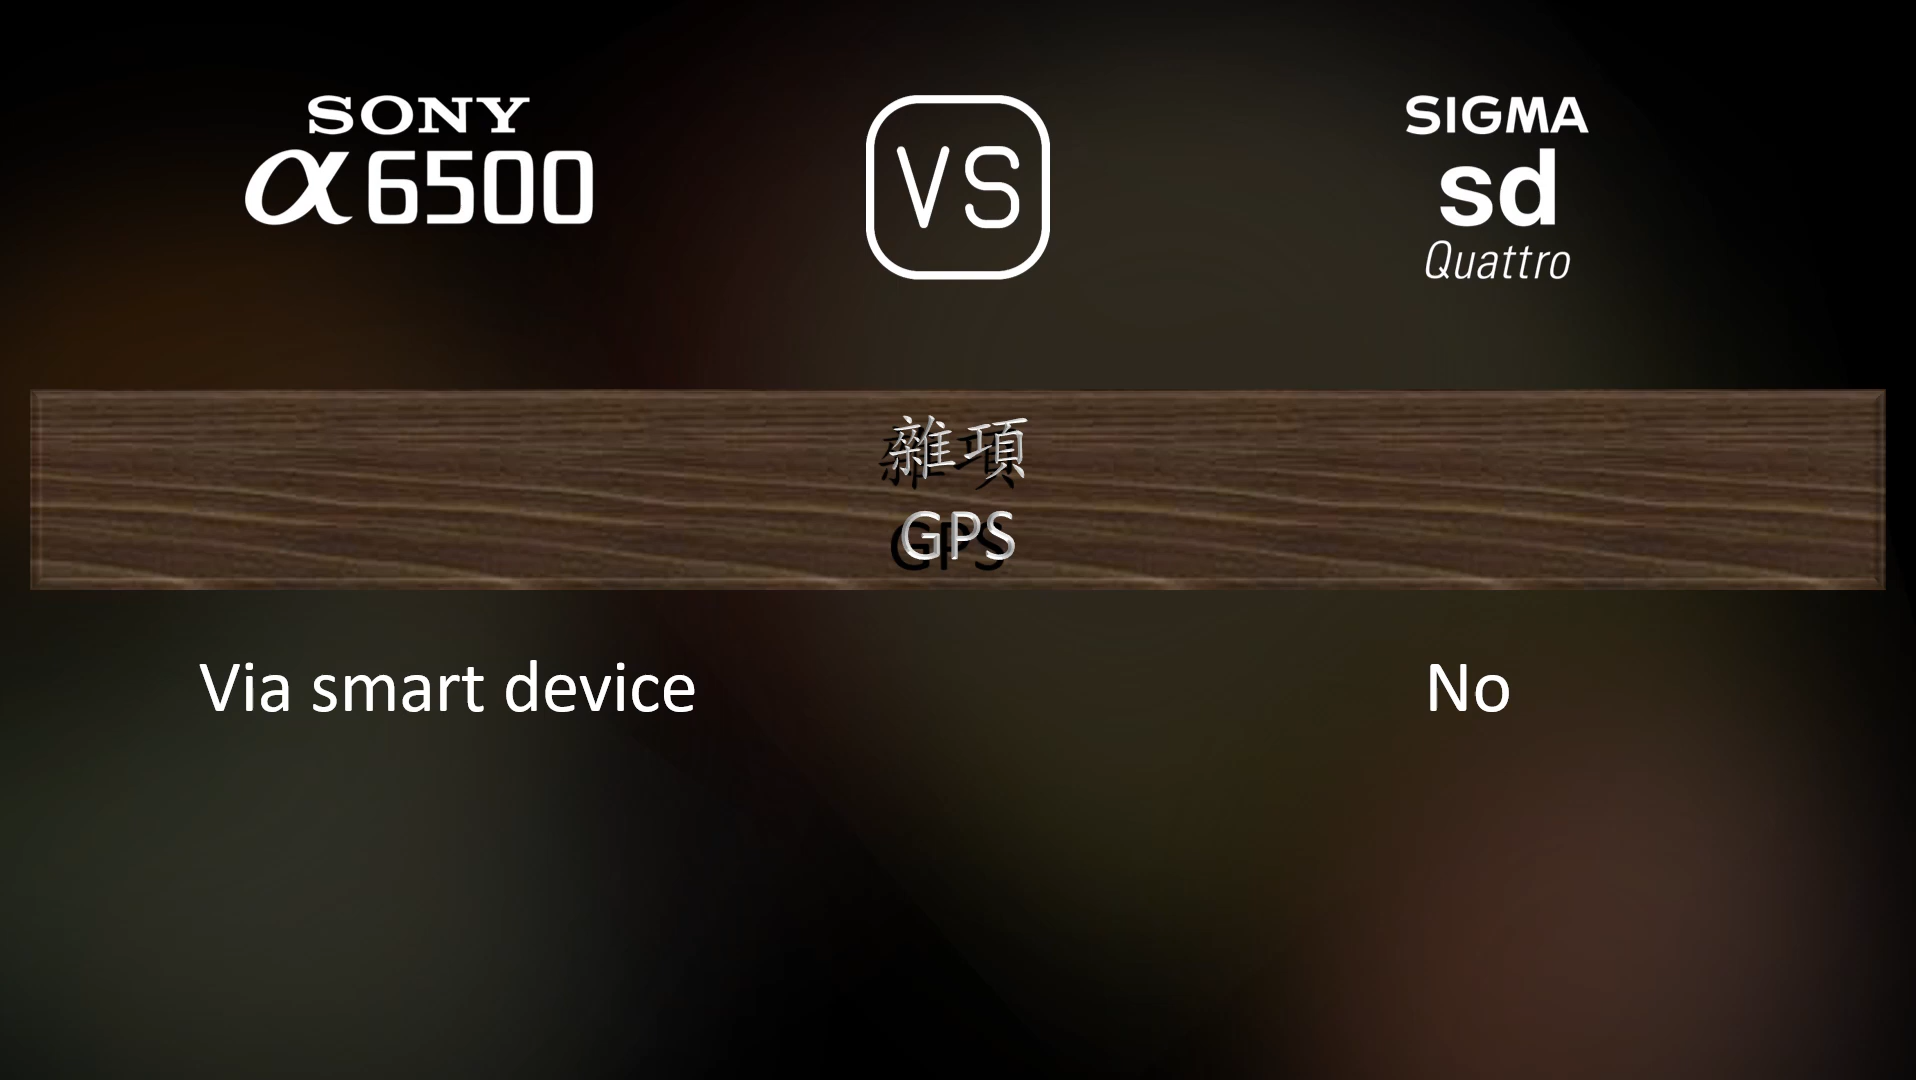 SONY
α6500
VS
SIGMA
sd
Quattro
雜項
GPS
Via smart device
No